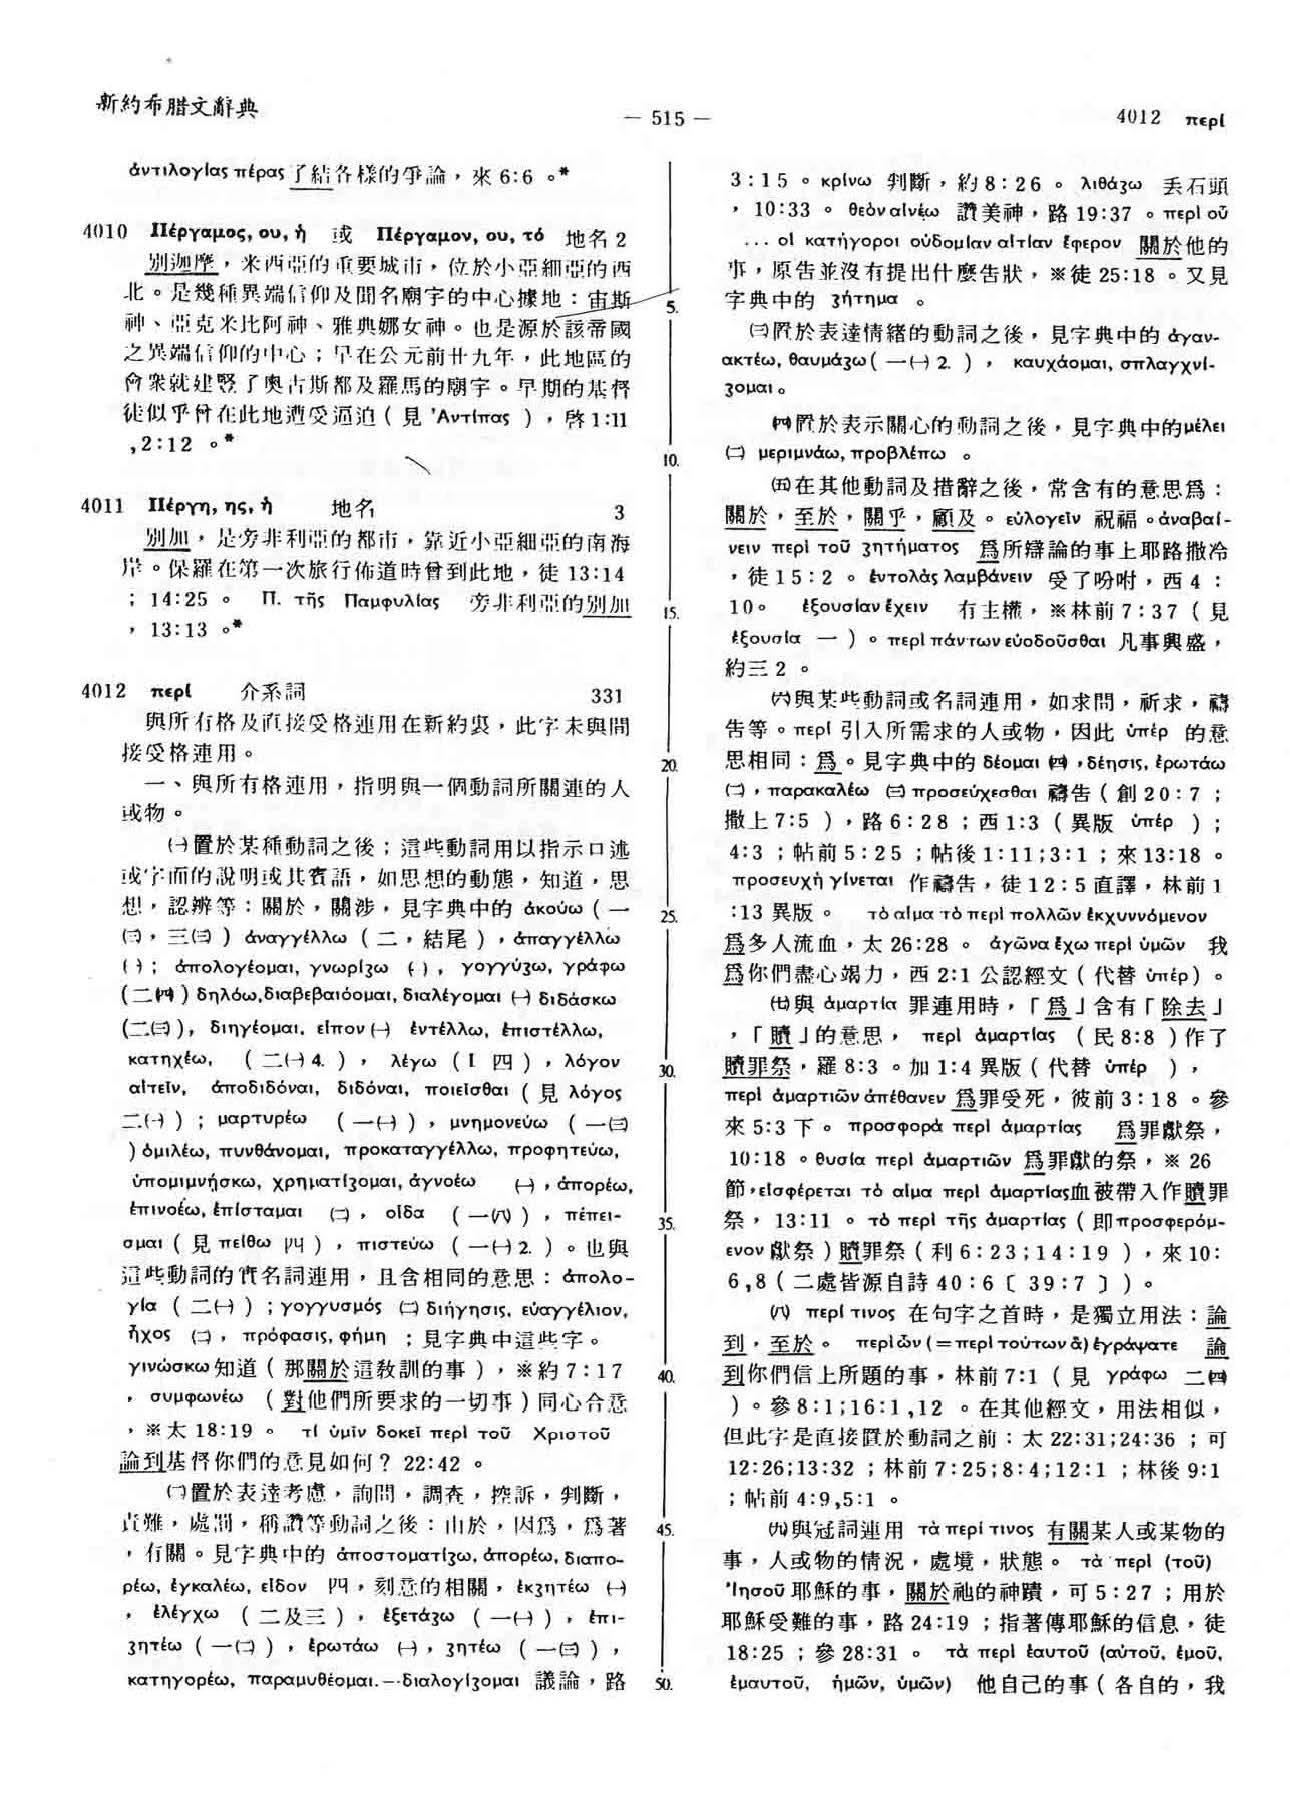 新約希腊文辭典
— 515 —
4012 περί
ἀντιλογίας πέρας了結各樣的爭論，來 6:6 。*
4010 Πέργαμος, ου, ἡ 或 Πέργαμον, ου, τό 地名 2
別迦摩，米西亞的重要城市，位於小亞細亞的西
北。是幾種異端信仰及聞名廟宇的中心據地：宙斯
神、亞克米比阿神、雅典娜女神。也是源於該帝國
之異端信仰的中心；早在公元前廿九年，此地區的
會衆就建竪了奧古斯都及羅馬的廟宇。早期的基督
徒似乎曾在此地遭受逼迫（見 Ἀντίπας ），啓 1:11
,2:12 。*
4011 Πέργη, ης, ἡ 地名 3
別加，是旁非利亞的都市，靠近小亞細亞的南海
岸。保羅在第一次旅行佈道時曾到此地，徒 13:14
；14:25 。 Π. τῆς Παμφυλίας 旁非利亞的別加
，13:13 。*
4012 περί 介系詞 331
與所有格及直接受格連用在新約裏，此字未與間
接受格連用。
一、與所有格連用，指明與一個動詞所關連的人
或物。
㈠置於某種動詞之後；這些動詞用以指示口述
或字面的說明或其賓語，如思想的動態，知道，思
想，認辨等：關於，關涉，見字典中的 ἀκούω（一
㈢，三㈢）ἀναγγέλλω（二，結尾），ἀπαγγέλλω
( )；ἀπολογέομαι, γνωρίζω ( )， γογγύζω, γράφω
(二㈣) δηλόω,διαβεβαιόομαι, διαλέγομαι ㈠ διδάσκω
(二㈢)，διηγέομαι, εἶπον㈠ ἐντέλλω, ἐπιστέλλω,
κατηχέω, （二㈠ 4. ）， λέγω（I 四），λόγον
αἰτεῖν, ἀποδιδόναι, διδόναι, ποιεῖσθαι（見 λόγος
二㈠）；μαρτυρέω （一㈠），μνημονεύω （一㈢
）ὁμιλέω, πυνθάνομαι, προκαταγγέλλω, προφητεύω,
ὑπομιμνήσκω, χρηματίζομαι, ἀγνοέω ㈠，ἀπορέω,
ἐπινοέω, ἐπίσταμαι ㈡， οἶδα （一㈧），πέπει-
σμαι（見 πείθω 四），πιστεύω （一㈠ 2. ）。也與
這些動詞的實名詞連用，且含相同的意思：ἀπολο-
γία （二㈠）；γογγυσμός ㈡ διήγησις, εὐαγγέλιον,
ἦχος ㈡， πρόφασις, φήμη ；見字典中這些字。
γινώσκω知道（那關於這教訓的事），※約 7:17
，συμφωνέω （對他們所要求的一切事）同心合意
，※太 18:19 。 τί ὑμῖν δοκεῖ περὶ τοῦ Χριστοῦ
論到基督你們的意見如何？22:42 。
㈡置於表達考慮，詢問，調查，控訴，判斷，
責難，處罰，稱讚等動詞之後：由於，因爲，爲著
，有關。見字典中的 ἀποστοματίζω, ἀπορέω, διαπο-
ρέω, ἐγκαλέω, εἶδον 四，刻意的相關，ἐκζητέω ㈠
，ἐλέγχω （二及三），ἐξετάζω （一㈠），ἐπι-
ζητέω （一㈡），ἐρωτάω ㈠，ζητέω （一㈢），
κατηγορέω, παραμυθέομαι.—διαλογίζομαι 議論，路
5.
10.
15.
20.
25.
30.
35.
40.
45.
50.
3:15 。κρίνω 判斷，約 8:26 。 λιθάζω 丢石頭
，10:33 。 θεὸν αἰνέω 讚美神，路 19:37 。περὶ οὗ
... οἱ κατήγοροι οὐδομίαν αἰτίαν ἔφερον 關於他的
事，原告並沒有提出什麼告狀，※徒 25:18 。又見
字典中的 ζήτημα 。
㈢置於表達情緒的動詞之後，見字典中的 ἀγαν-
ακτέω, θαυμάζω（一㈠ 2. ）， καυχάομαι, σπλαγχνί-
ζομαι。
㈣置於表示關心的動詞之後，見字典中的μέλει
㈡ μεριμνάω, προβλέπω 。
㈤在其他動詞及措辭之後，常含有的意思爲：
關於，至於，關乎，顧及。εὐλογεῖν 祝福。ἀναβαί-
νειν περὶ τοῦ ζητήματος 爲所辯論的事上耶路撒冷
，徒 15:2 。ἐντολὰς λαμβάνειν 受了吩咐，西 4：
10。 ἐξουσίαν ἔχειν 有主權，※林前 7:37（見
ἐξουσία 一）。περὶ πάντων εὐοδοῦσθαι 凡事興盛，
約三 2 。
㈥與某些動詞或名詞連用，如求問，祈求，禱
告等。περί 引入所需求的人或物，因此 ὑπέρ 的意
思相同：爲。見字典中的 δέομαι ㈣，δέησις, ἐρωτάω
㈡，παρακαλέω ㈢ προσεύχεσθαι 禱告（創 20:7；
撒上 7:5 ），路 6:28；西 1:3（異版 ὑπέρ ）；
4:3；帖前 5:25；帖後 1:11;3:1；來 13:18 。
προσευχὴ γίνεται 作禱告，徒 12:5 直譯，林前 1
:13 異版。 τὸ αἷμα τὸ περὶ πολλῶν ἐκχυννόμενον
爲多人流血，太 26:28 。 ἀγῶνα ἔχω περὶ ὑμῶν 我
爲你們盡心竭力，西 2:1 公認經文（代替 ὑπέρ）。
㈦與 ἁμαρτία 罪連用時，「爲」含有「除去」
，「贖」的意思， περὶ ἁμαρτίας （民 8:8 ）作了
贖罪祭，羅 8:3 。加 1:4 異版（代替 ὑπέρ ），
περὶ ἁμαρτιῶν ἀπέθανεν 爲罪受死，彼前 3:18 。參
來 5:3 下。 προσφορὰ περὶ ἁμαρτίας 爲罪獻祭，
10:18 。θυσία περὶ ἁμαρτιῶν 爲罪獻的祭，※ 26
節，εἰσφέρεται τὸ αἷμα περὶ ἁμαρτίας血被帶入作贖罪
祭，13:11 。 τὸ περὶ τῆς ἁμαρτίας（即προσφερόμ-
ενον獻祭）贖罪祭（利 6:23；14:19 ），來 10:
6,8（二處皆源自詩 40:6〔 39:7 〕）。
㈧ περί τινος 在句子之首時，是獨立用法：論
到，至於。 περὶ ὧν (=περὶ τούτων ἅ) ἐγράψατε 論
到你們信上所題的事，林前 7:1（見 γράφω 二㈣
）。參 8:1;16:1,12 。在其他經文，用法相似，
但此字是直接置於動詞之前：太 22:31;24:36；可
12:26;13:32；林前 7:25;8:4;12:1；林後 9:1
；帖前 4:9,5:1 。
㈨與冠詞連用 τὰ περί τινος 有關某人或某物的
事，人或物的情況，處境，狀態。 τὰ περὶ (τοῦ)
Ἰησοῦ 耶穌的事，關於祂的神蹟，可 5:27；用於
耶穌受難的事，路 24:19；指著傳耶穌的信息，徒
18:25；參 28:31 。 τὰ περὶ ἑαυτοῦ (αὐτοῦ, ἐμοῦ,
ἐμαυτοῦ, ἡμῶν, ὑμῶν) 他自己的事（各自的，我